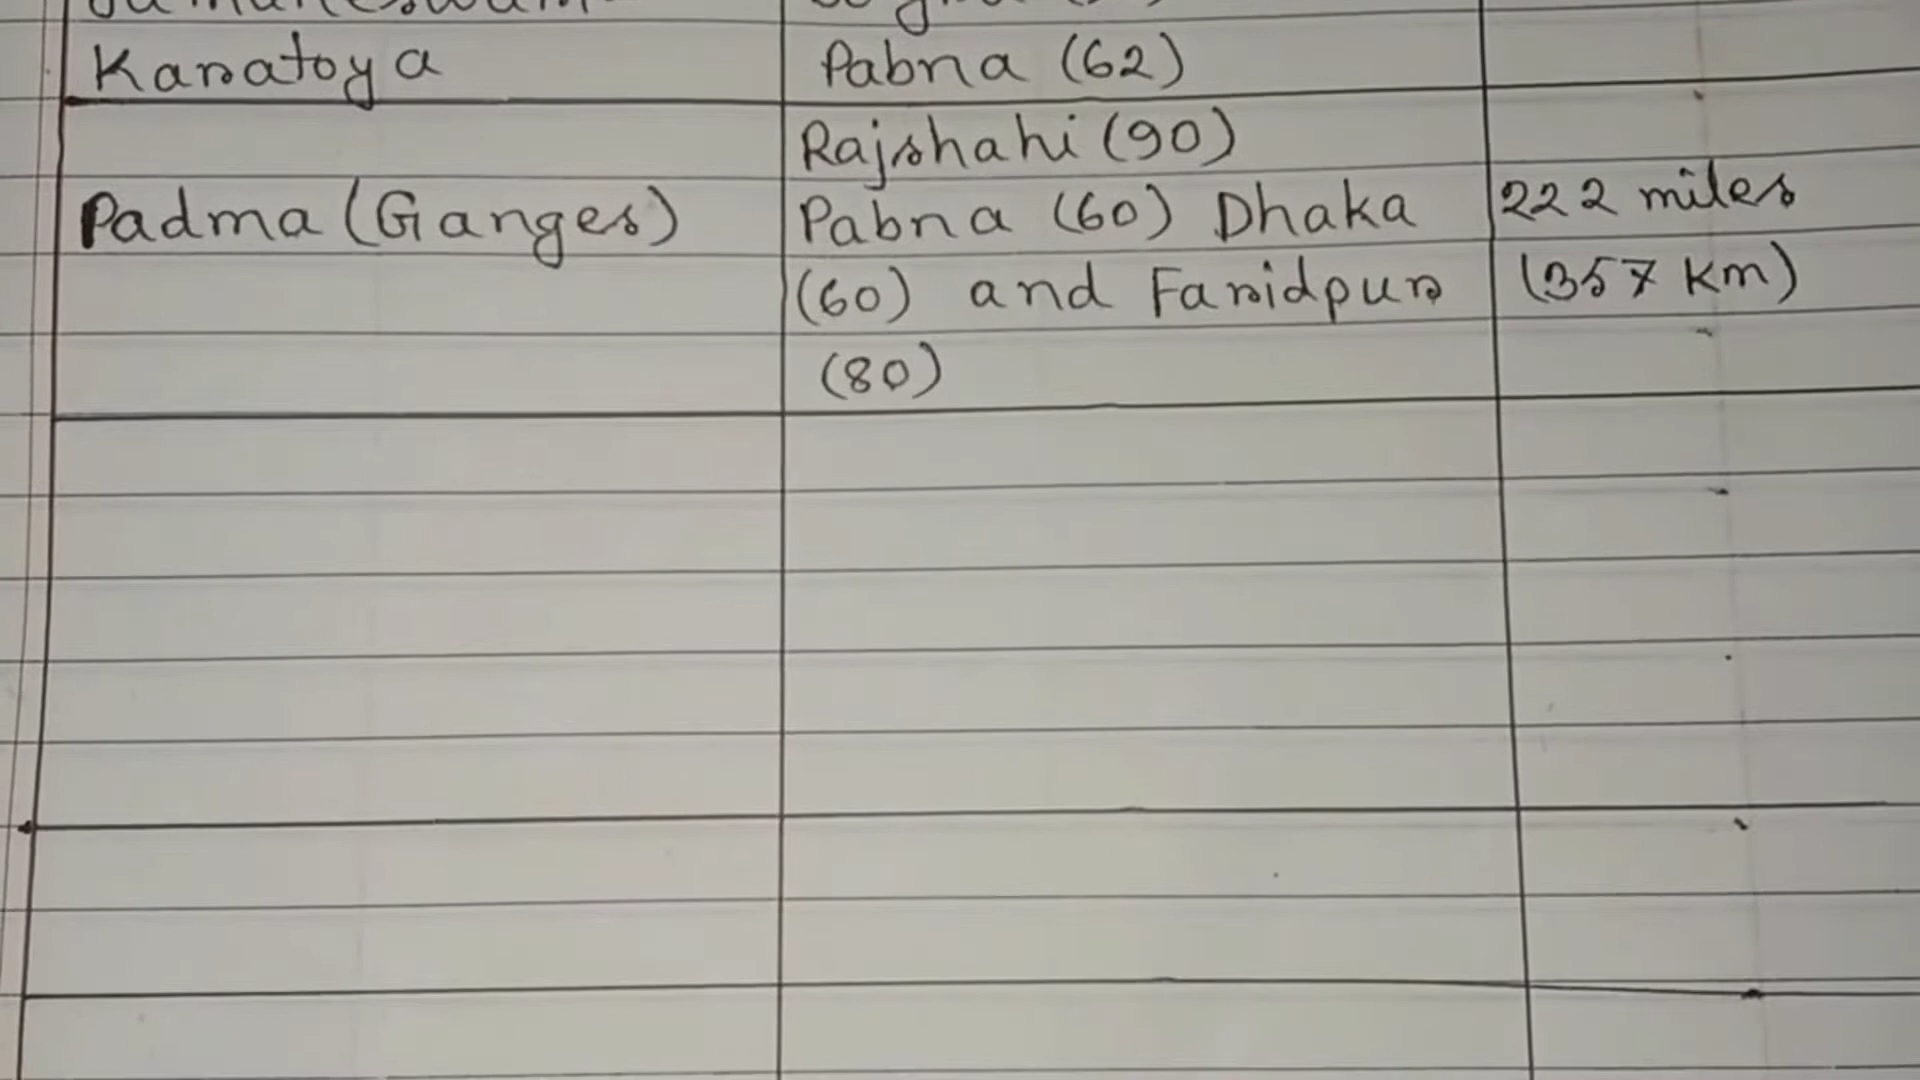 Karatoya Pabna (62)
Rajshahi (90)
Padma (Ganges) Pabna (60) Dhaka 222 miles
(60) and Faridpur (357 km)
(80)